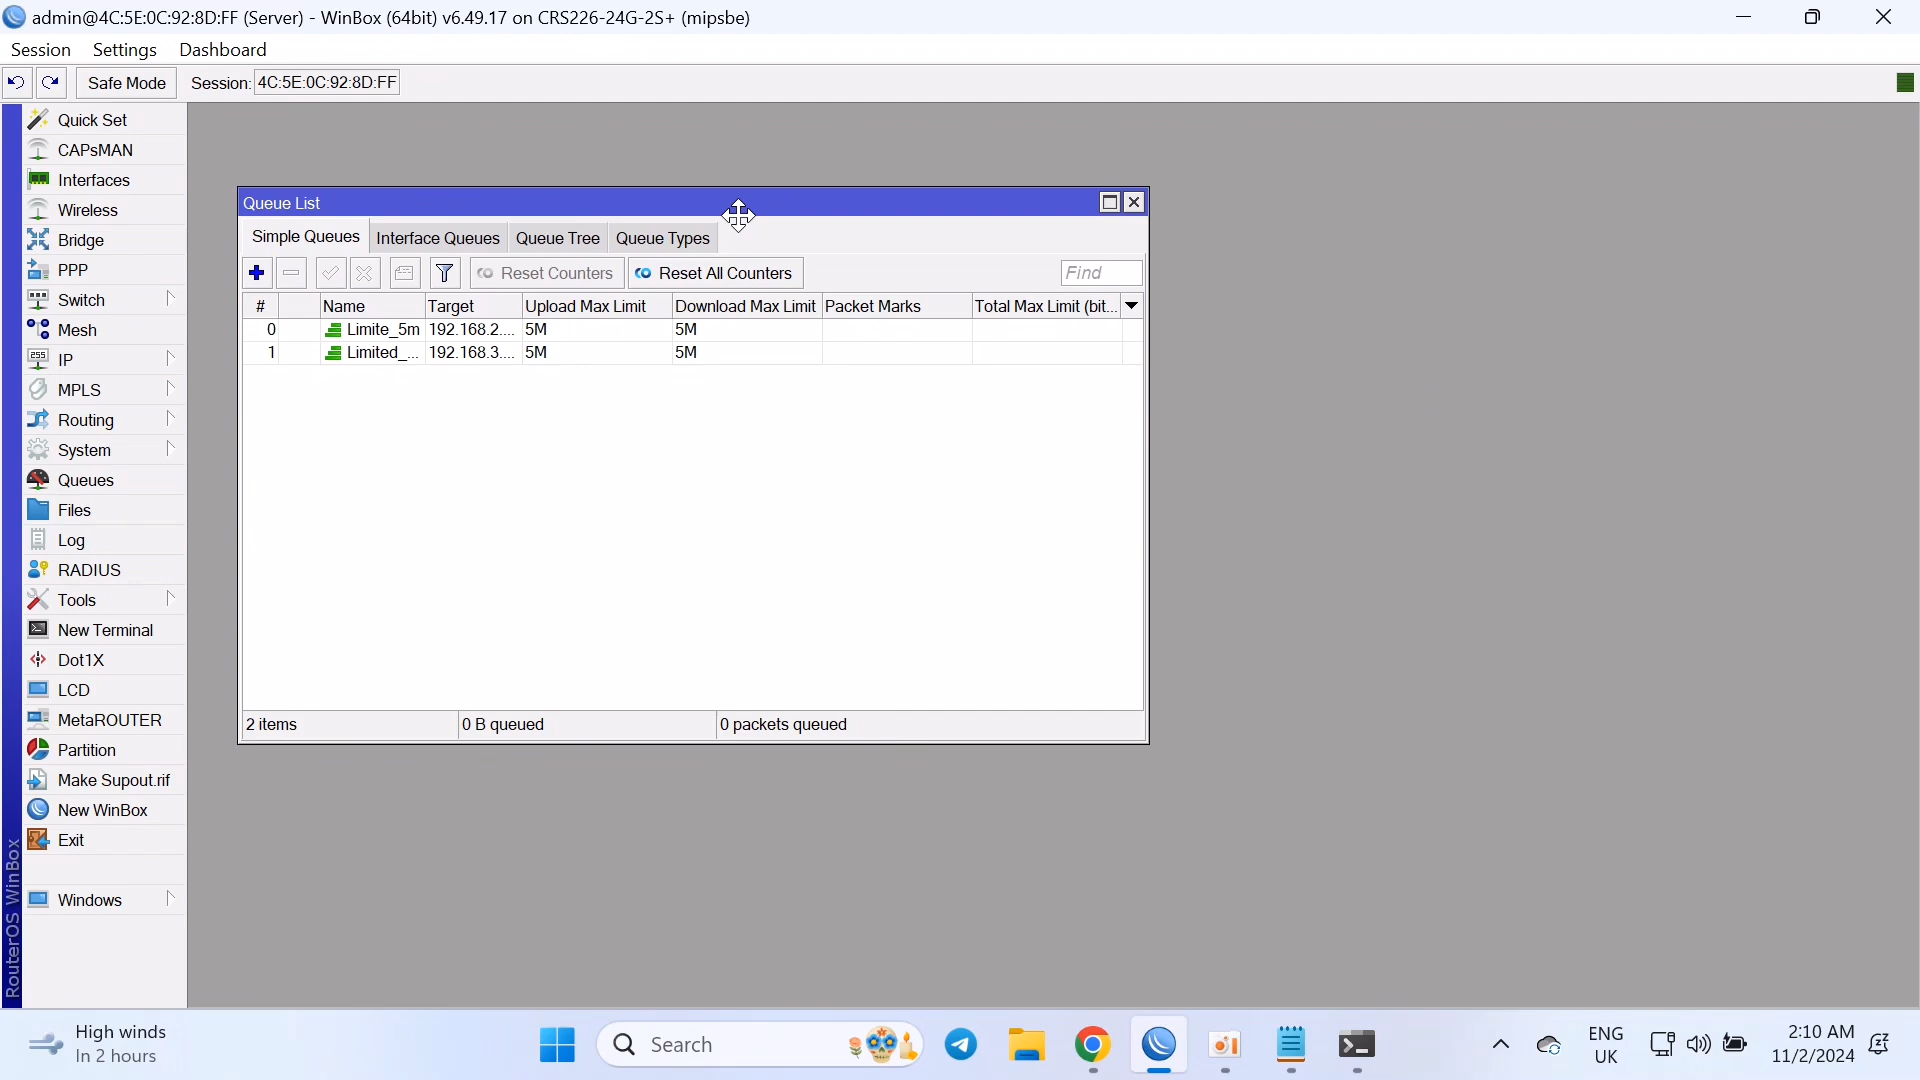 admin@4C:5E:0C:92:8D:FF (Server) - WinBox (64bit) v6.49.17 on CRS226-24G-2S+ (mipsbe)
Session Settings Dashboard
Safe Mode Session: 4C:5E:0C:92:8D:FF
Quick Set
CAPsMAN
Interfaces
Wireless
Bridge
PPP
Switch
Mesh
IP
MPLS
Routing
System
Queues
Files
Log
RADIUS
Tools
New Terminal
Dot1X
LCD
MetaROUTER
Partition
Make Supout.rif
New WinBox
Exit
Windows
RouterOS WinBox
Queue List
Simple Queues Interface Queues Queue Tree Queue Types
Reset Counters Reset All Counters Find
# Name Target Upload Max Limit Download Max Limit Packet Marks Total Max Limit (bit...
0 Limite_5m 192.168.2.... 5M 5M
1 Limited_... 192.168.3.... 5M 5M
2 items 0 B queued 0 packets queued
High winds
In 2 hours
Search
ENG
UK
2:10 AM
11/2/2024